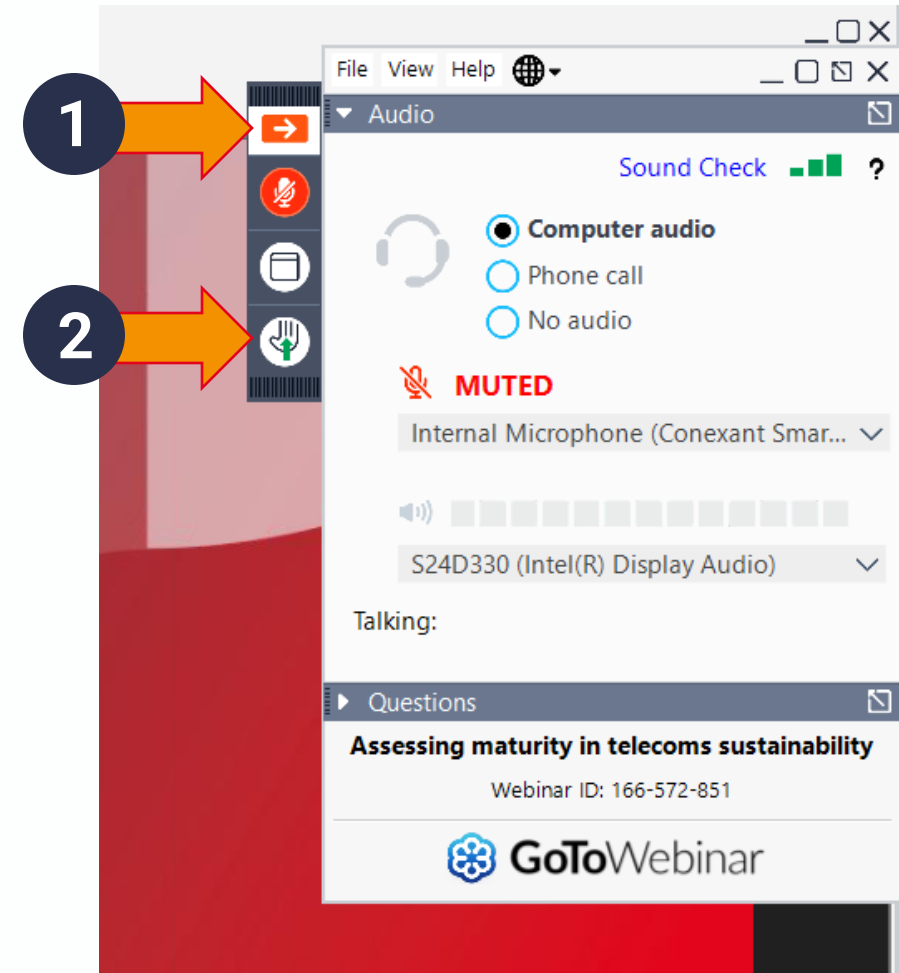 File View Help
1
Audio
Sound Check ?
Computer audio
Phone call
No audio
2
MUTED
Internal Microphone (Conexant Smar...
S24D330 (Intel(R) Display Audio)
Talking:
Questions
Assessing maturity in telecoms sustainability
Webinar ID: 166-572-851
GoToWebinar